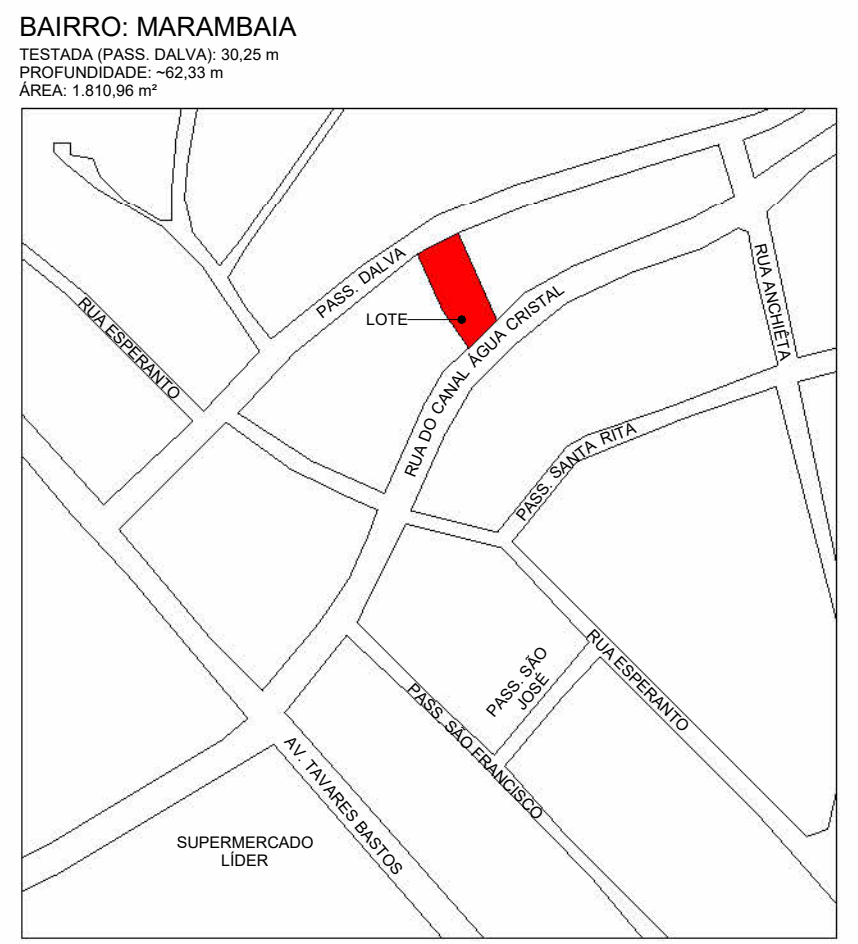 BAIRRO: MARAMBAIA
TESTADA (PASS. DALVA): 30,25 m
PROFUNDIDADE: ~62,33 m
ÁREA: 1.810,96 m²
PASS. DALVA
RUA ANCHIÊTA
RUA ESPERANTO
LOTE
RUA DO CANAL ÁGUA CRISTAL
PASS. SANTA RITA
PASS. SÃO
JOSÉ
RUA ESPERANTO
PASS. SÃO FRANCISCO
AV. TAVARES BASTOS
SUPERMERCADO
LÍDER